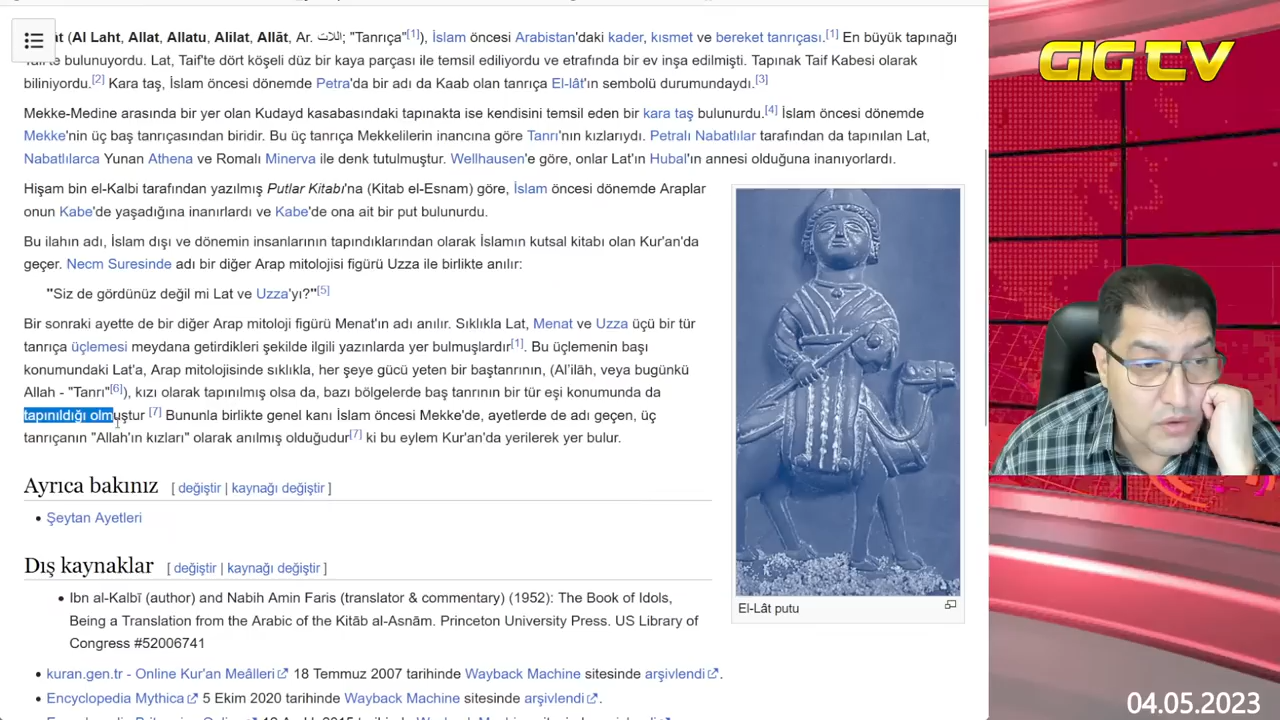 ât (Al Laht, Allat, Allatu, Alilat, Allāt, Ar. اللات; "Tanrıça"[1]), İslam öncesi Arabistan'daki kader, kısmet ve bereket tanrıçası.[1] En büyük tapınağı
Taif'te bulunuyordu. Lat, Taif'te dört köşeli düz bir kaya parçası ile temsil ediliyordu ve etrafında bir ev inşa edilmişti. Tapınak Taif Kabesi olarak
biliniyordu.[2] Kara taş, İslam öncesi dönemde Petra'da bir adı da Kaab olan tanrıça El-lât'ın sembolü durumundaydı.[3]
Mekke-Medine arasında bir yer olan Kudayd kasabasındaki tapınakta ise kendisini temsil eden bir kara taş bulunurdu.[4] İslam öncesi dönemde
Mekke'nin üç baş tanrıçasından biridir. Bu üç tanrıça Mekkelilerin inancına göre Tanrı'nın kızlarıydı. Petralı Nabatlılar tarafından da tapınılan Lat,
Nabatlılarca Yunan Athena ve Romalı Minerva ile denk tutulmuştur. Wellhausen'e göre, onlar Lat'ın Hubal'ın annesi olduğuna inanıyorlardı.
Hişam bin el-Kalbi tarafından yazılmış Putlar Kitabı'na (Kitab el-Esnam) göre, İslam öncesi dönemde Araplar
onun Kabe'de yaşadığına inanırlardı ve Kabe'de ona ait bir put bulunurdu.
Bu ilahın adı, İslam dışı ve dönemin insanlarının tapındıklarından olarak İslamın kutsal kitabı olan Kur'an'da
geçer. Necm Suresinde adı bir diğer Arap mitolojisi figürü Uzza ile birlikte anılır:
"Siz de gördünüz değil mi Lat ve Uzza'yı?"[5]
Bir sonraki ayette de bir diğer Arap mitoloji figürü Menat'ın adı anılır. Sıklıkla Lat, Menat ve Uzza üçü bir tür
tanrıça üçlemesi meydana getirdikleri şekilde ilgili yazınlarda yer bulmuşlardır[1]. Bu üçlemenin başı
konumundaki Lat'a, Arap mitolojisinde sıklıkla, her şeye gücü yeten bir baştanrının, (Al'ilāh, veya bugünkü
Allah - "Tanrı"[6]), kızı olarak tapınılmış olsa da, bazı bölgelerde baş tanrının bir tür eşi konumunda da
tapınıldığı olmuştur [7] Bununla birlikte genel kanı İslam öncesi Mekke'de, ayetlerde de adı geçen, üç
tanrıçanın "Allah'ın kızları" olarak anılmış olduğudur[7] ki bu eylem Kur'an'da yerilerek yer bulur.
El-Lât putu
Ayrıca bakınız [ değiştir | kaynağı değiştir ]
• Şeytan Ayetleri
Dış kaynaklar [ değiştir | kaynağı değiştir ]
• Ibn al-Kalbī (author) and Nabih Amin Faris (translator & commentary) (1952): The Book of Idols,
Being a Translation from the Arabic of the Kitāb al-Asnām. Princeton University Press. US Library of
Congress #52006741
• kuran.gen.tr - Online Kur'an Meâlleri 18 Temmuz 2007 tarihinde Wayback Machine sitesinde arşivlendi.
• Encyclopedia Mythica 5 Ekim 2020 tarihinde Wayback Machine sitesinde arşivlendi.
GIG TV
04.05.2023